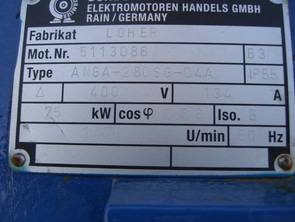 ELEKTROMOTOREN HANDELS GMBH
RAIN / GERMANY
Fabrikat LOHER
Mot.Nr. 5113086 B3
Type ANGA-280SG-04A IP55
Δ 400 V 134 A
75 kW cosφ Iso. B
U/min 50 Hz